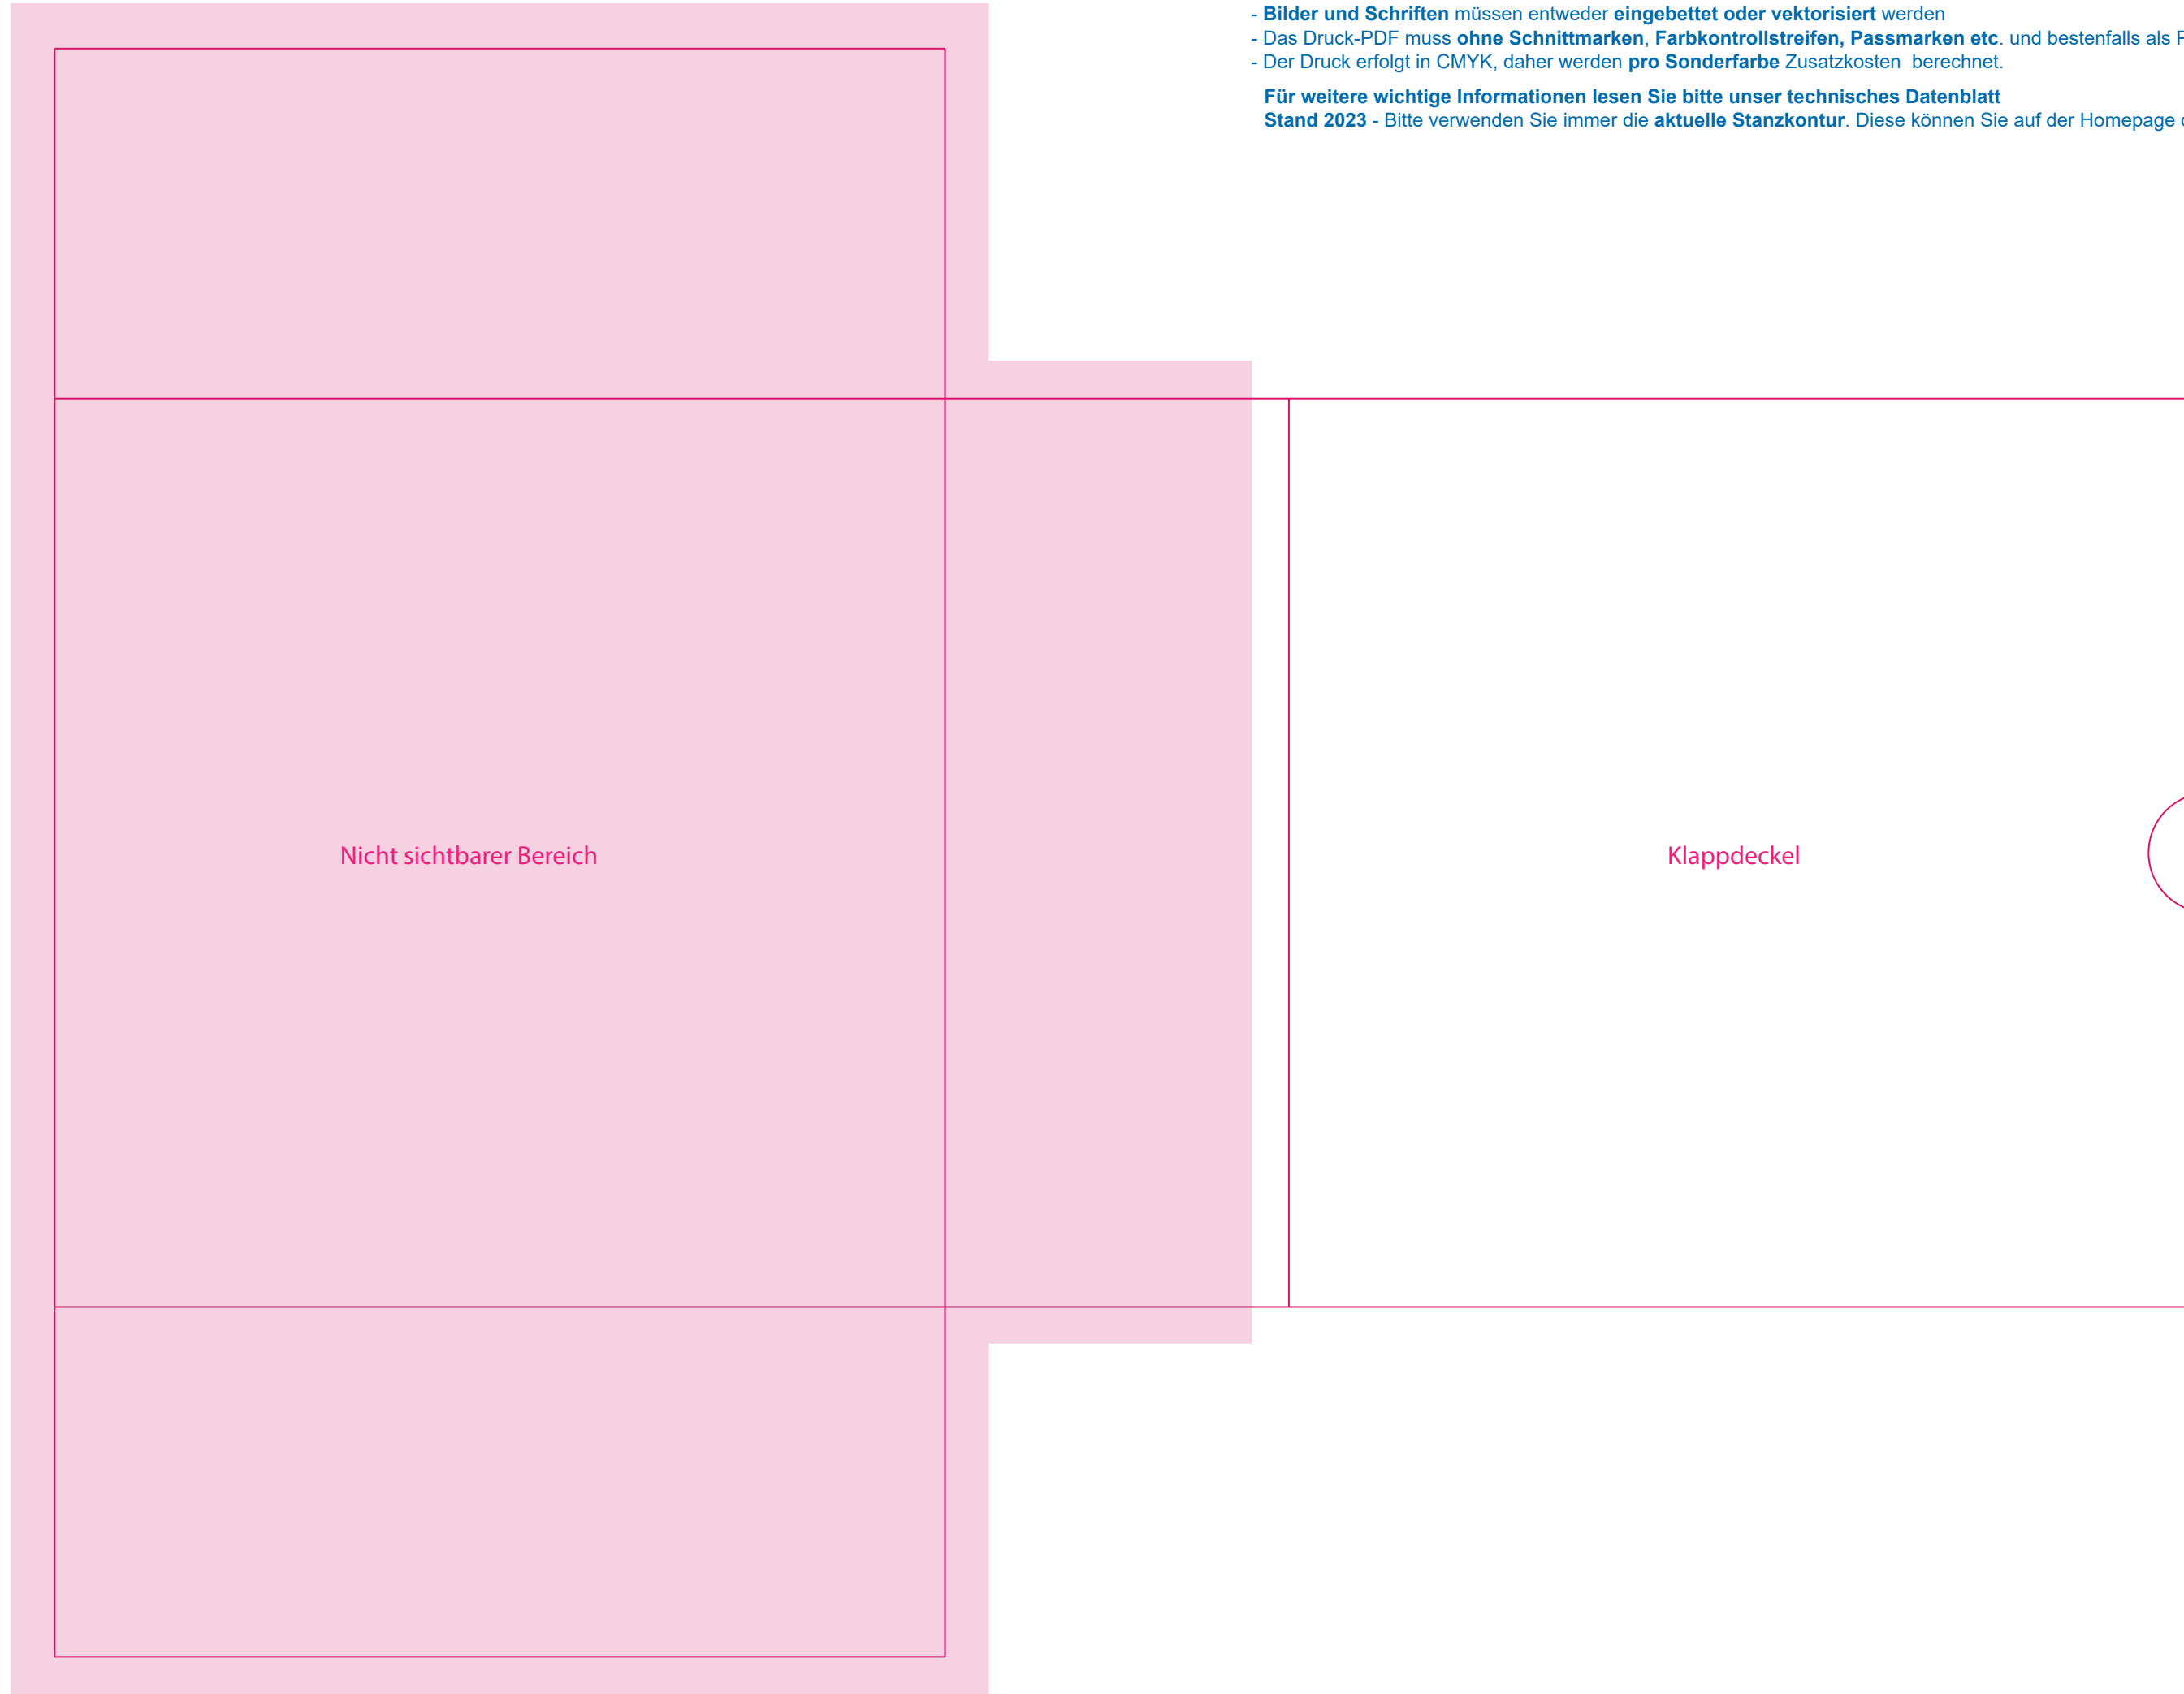 - Bilder und Schriften müssen entweder eingebettet oder vektorisiert werden
- Das Druck-PDF muss ohne Schnittmarken, Farbkontrollstreifen, Passmarken etc. und bestenfalls als
- Der Druck erfolgt in CMYK, daher werden pro Sonderfarbe Zusatzkosten berechnet.
Für weitere wichtige Informationen lesen Sie bitte unser technisches Datenblatt
Stand 2023 - Bitte verwenden Sie immer die aktuelle Stanzkontur. Diese können Sie auf der Homepage
Nicht sichtbarer Bereich
Klappdeckel